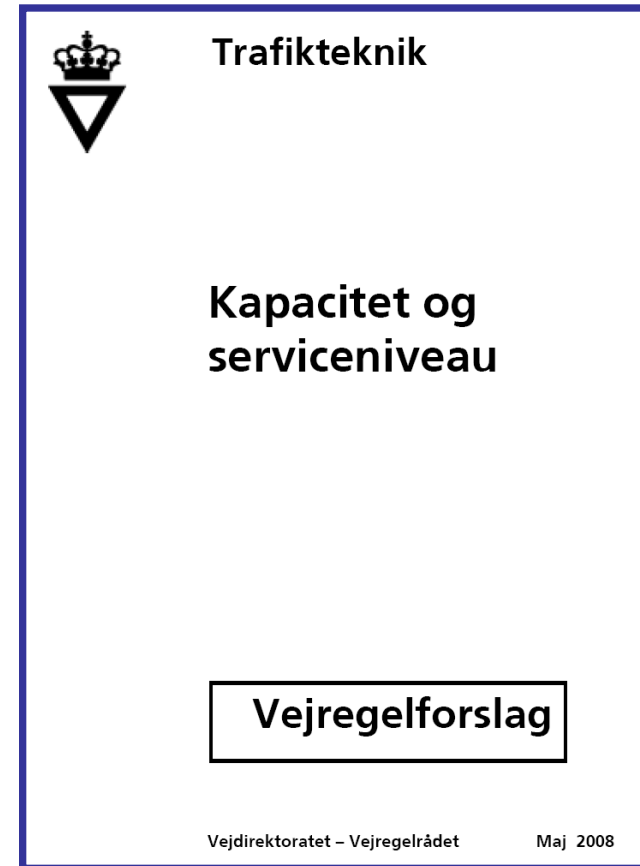 Trafikteknik
Kapacitet og
serviceniveau
Vejregelforslag
Vejdirektoratet – Vejregelrådet Maj 2008